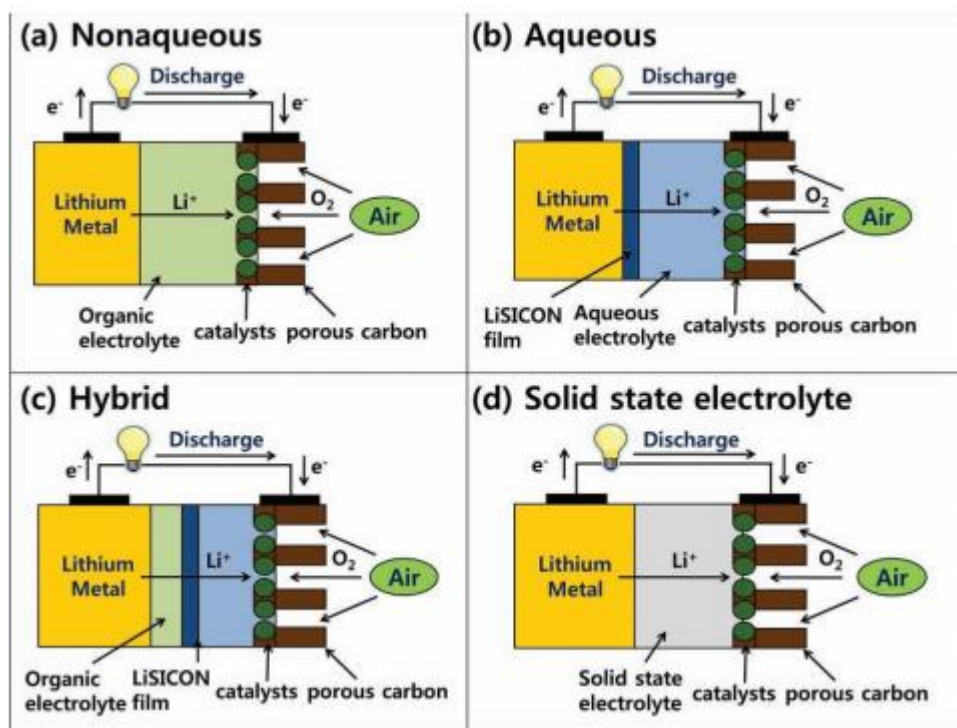 (a) Nonaqueous
Discharge
e⁻
e⁻
Lithium
Metal
Li⁺
O₂
Air
Organic
electrolyte
catalysts
porous carbon
(b) Aqueous
Discharge
e⁻
e⁻
Lithium
Metal
Li⁺
O₂
Air
LiSICON
film
Aqueous
electrolyte
catalysts
porous carbon
(c) Hybrid
Discharge
e⁻
e⁻
Lithium
Metal
Li⁺
O₂
Air
Organic
electrolyte
LiSICON
film
catalysts
porous carbon
(d) Solid state electrolyte
Discharge
e⁻
e⁻
Lithium
Metal
Li⁺
O₂
Air
Solid state
electrolyte
catalysts
porous carbon